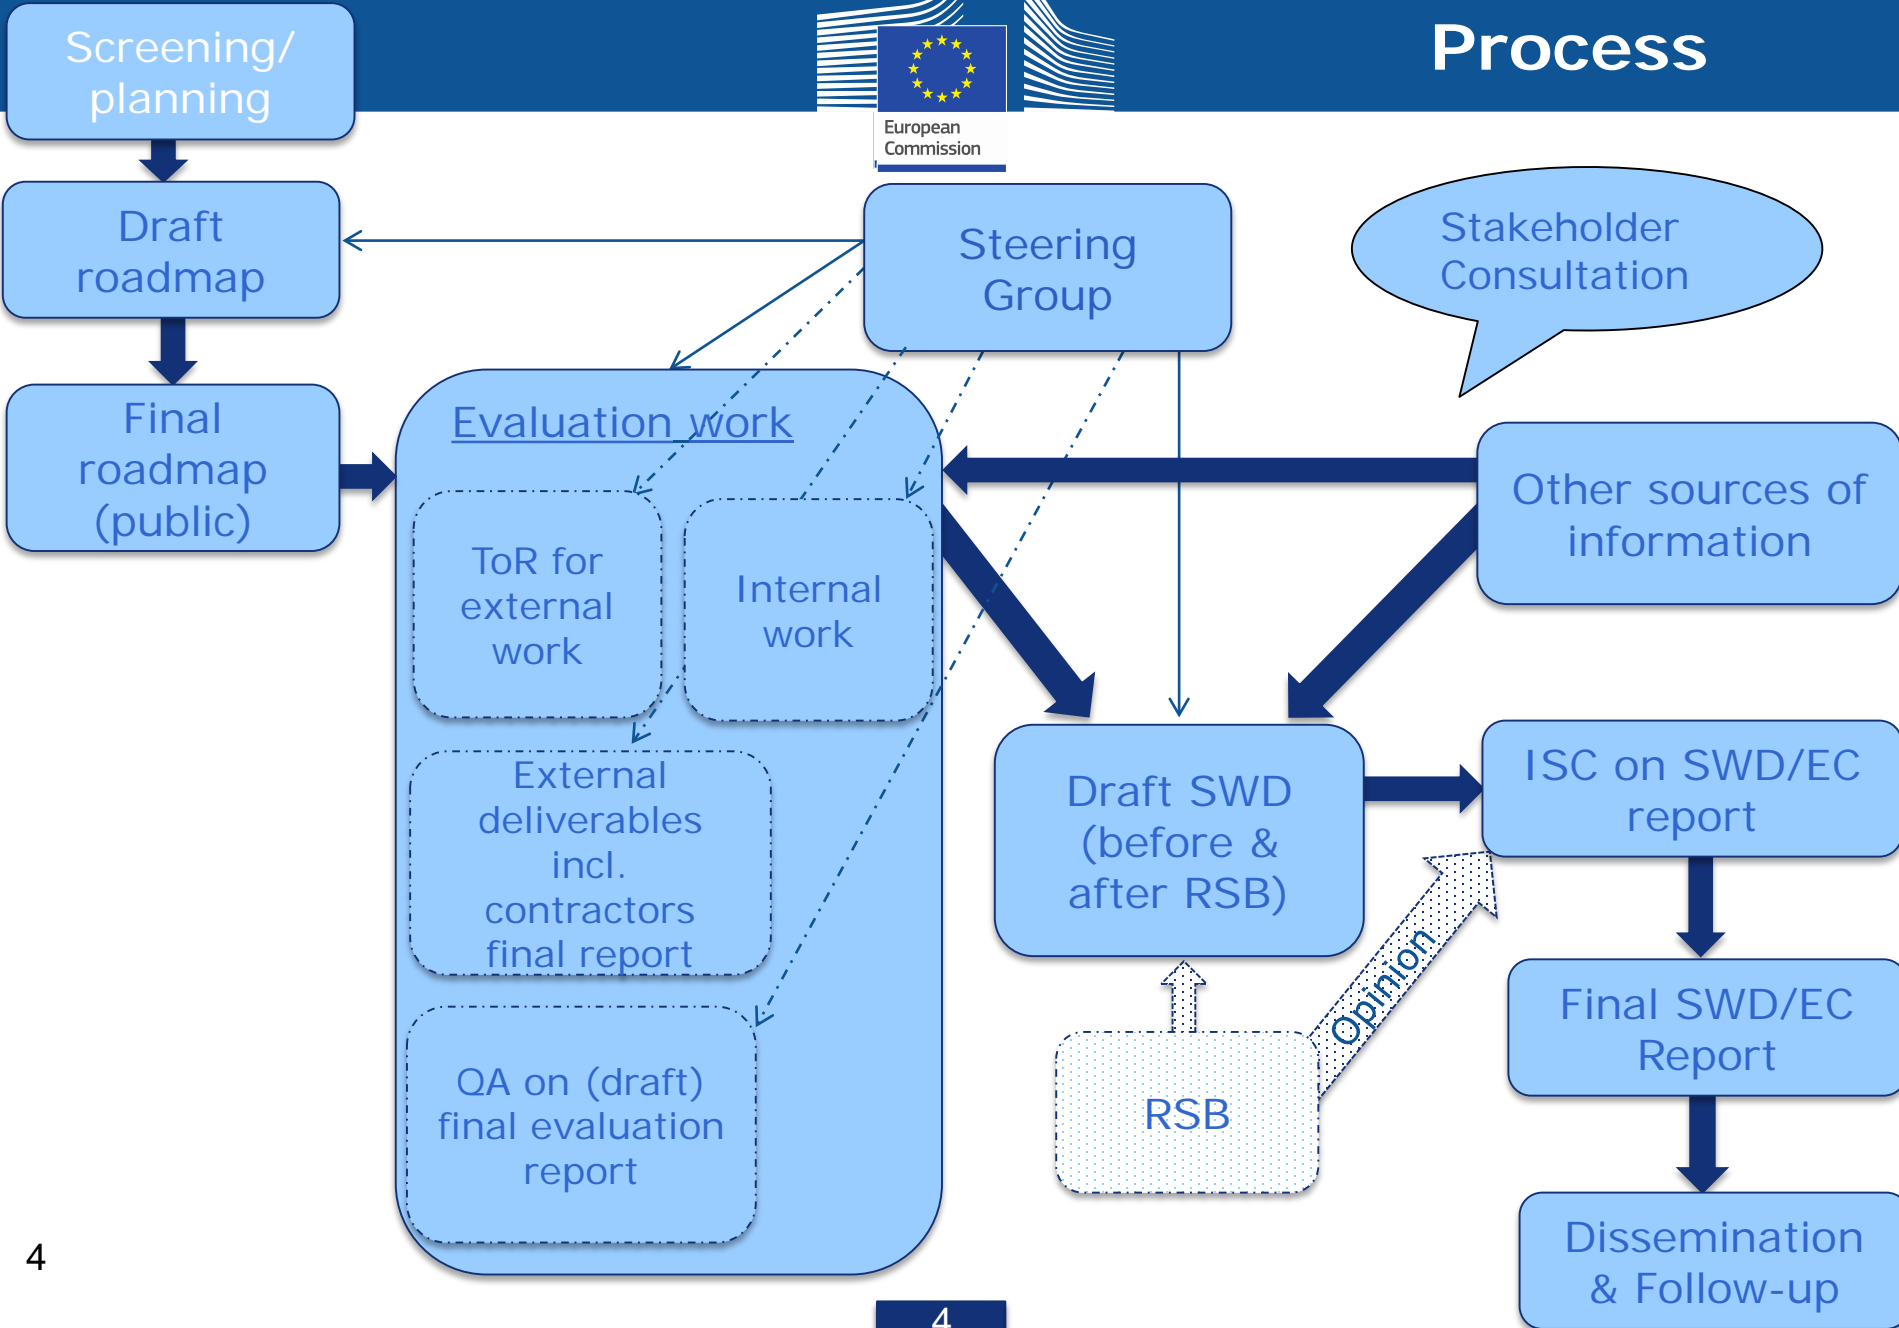 Process
Screening/
planning
European
Commission
Draft
roadmap
Steering
Group
Stakeholder
Consultation
Final
roadmap
(public)
Evaluation work
Other sources of
information
ToR for
external
work
Internal
work
External
deliverables
incl.
contractors
final report
Draft SWD
(before &
after RSB)
ISC on SWD/EC
report
Opinion
QA on (draft)
final evaluation
report
RSB
Final SWD/EC
Report
Dissemination
& Follow-up
4
4